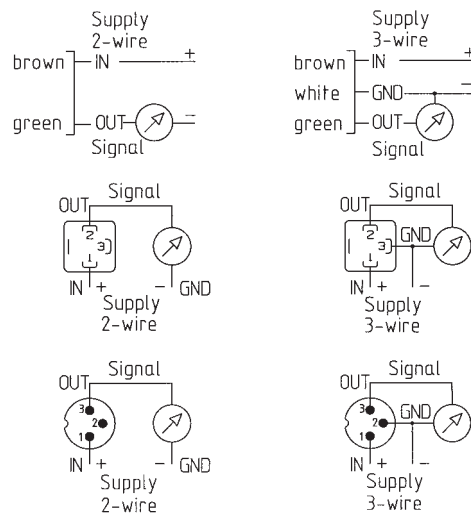 Supply
2-wire
brown IN +
green OUT −
Signal
Supply
3-wire
brown IN +
white GND −
green OUT
Signal
OUT Signal
2
3
1
IN + − GND
Supply
2-wire
OUT Signal
2
3 GND
1
IN + −
Supply
3-wire
OUT Signal
3
2
1
IN + − GND
Supply
2-wire
OUT Signal
3
2 GND
1
IN + −
Supply
3-wire